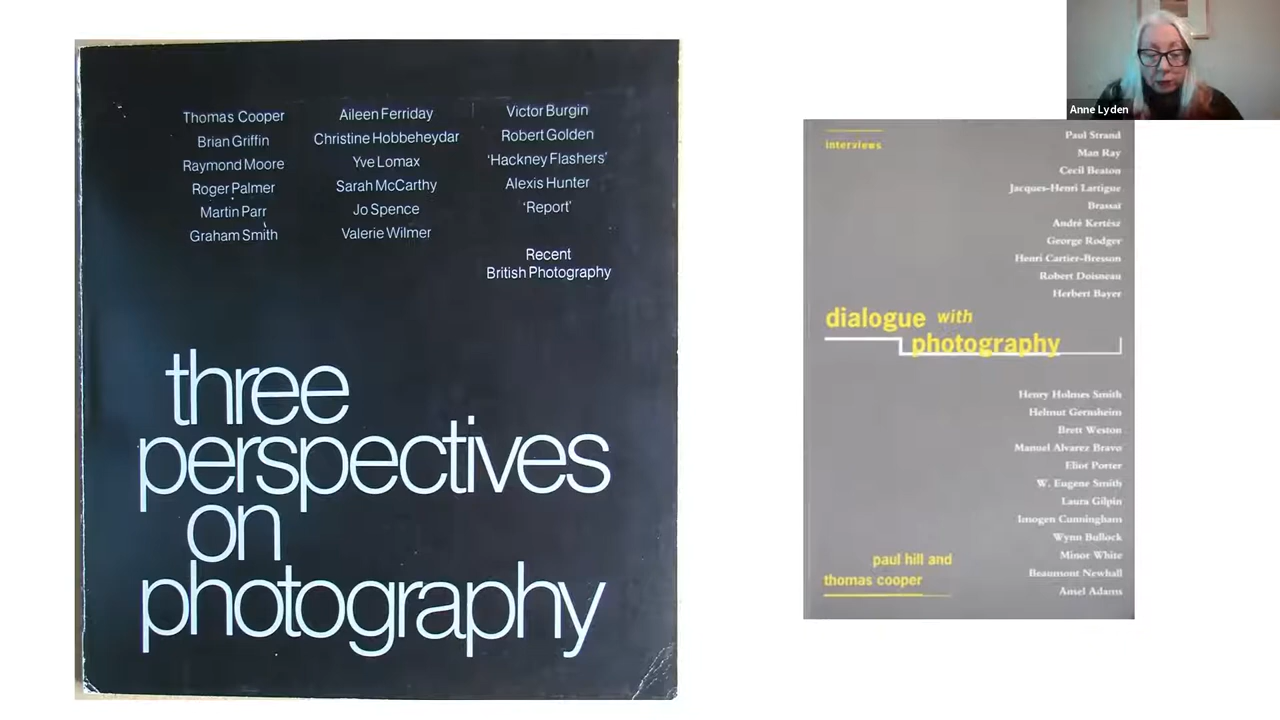 Thomas Cooper
Brian Griffin
Raymond Moore
Roger Palmer
Martin Parr
Graham Smith
Aileen Ferriday
Christine Hobbeheydar
Yve Lomax
Sarah McCarthy
Jo Spence
Valerie Wilmer
Victor Burgin
Robert Golden
'Hackney Flashers'
Alexis Hunter
'Report'
Recent
British Photography
three
perspectives
on
photography
Anne Lyden
interviews
Paul Strand
Man Ray
Cecil Beaton
Jacques-Henri Lartigue
Brassaï
André Kertész
George Rodger
Henri Cartier-Bresson
Robert Doisneau
Herbert Bayer
dialogue with
photography
Henry Holmes Smith
Helmut Gernsheim
Brett Weston
Manuel Alvarez Bravo
Eliot Porter
W. Eugene Smith
Laura Gilpin
Imogen Cunningham
Wynn Bullock
Minor White
Beaumont Newhall
Ansel Adams
paul hill and
thomas cooper